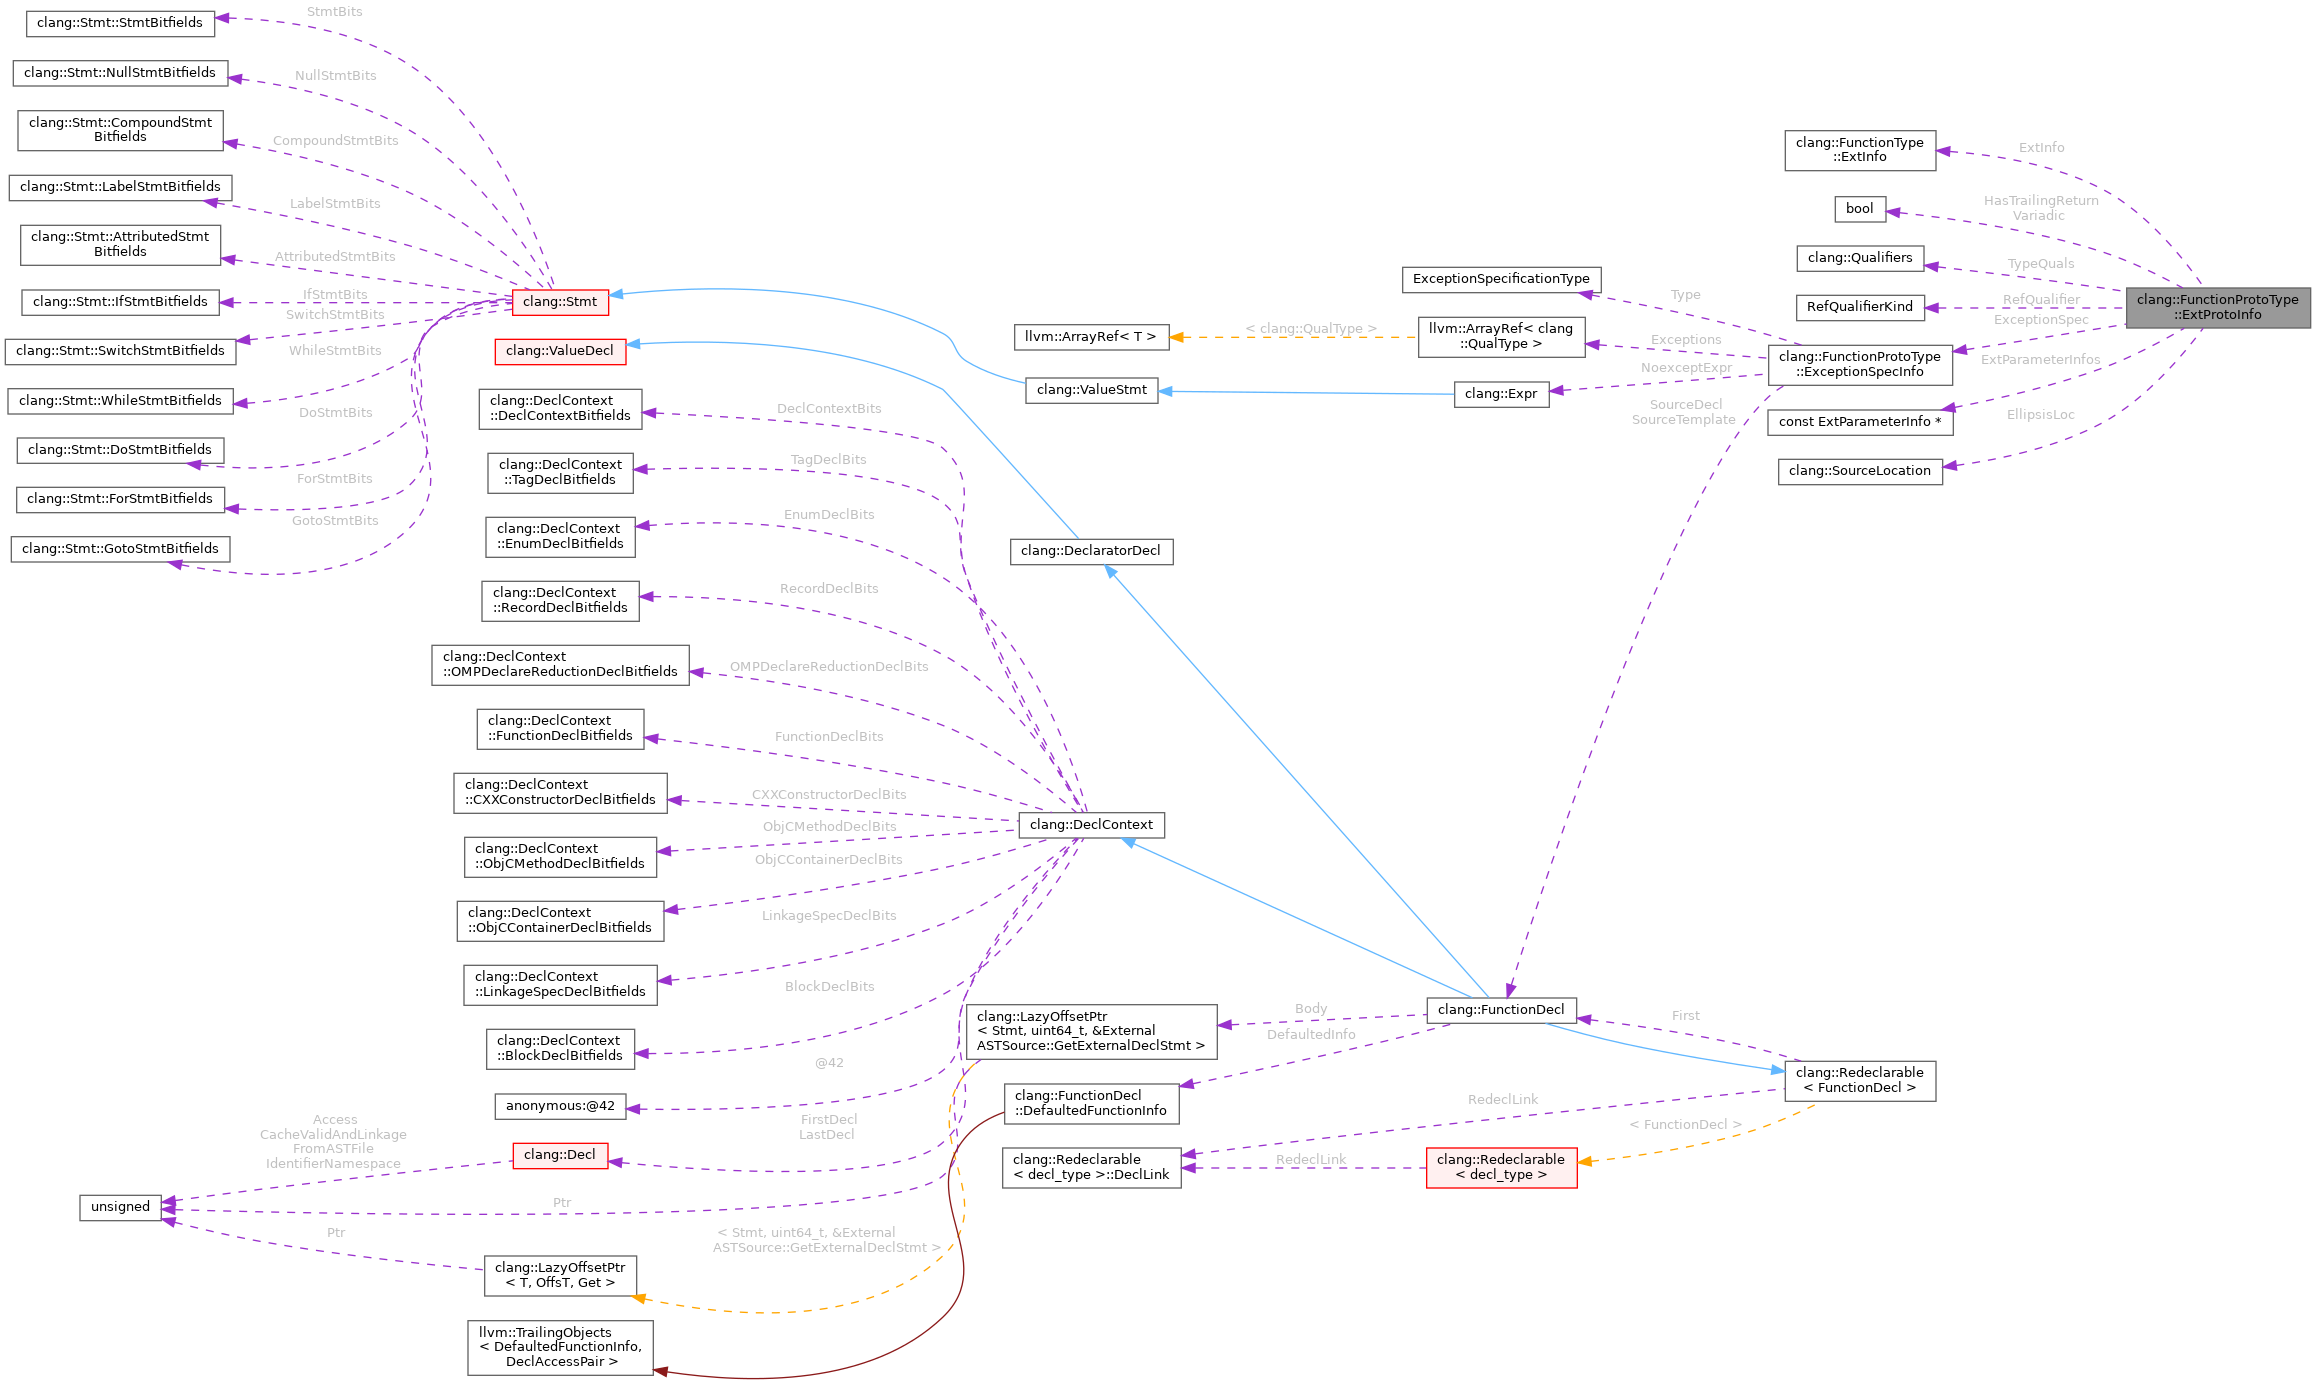 clang::Stmt::StmtBitfields
clang::Stmt::NullStmtBitfields
clang::Stmt::CompoundStmt
Bitfields
clang::Stmt::LabelStmtBitfields
clang::Stmt::AttributedStmt
Bitfields
clang::Stmt::IfStmtBitfields
clang::Stmt::SwitchStmtBitfields
clang::Stmt::WhileStmtBitfields
clang::Stmt::DoStmtBitfields
clang::Stmt::ForStmtBitfields
clang::Stmt::GotoStmtBitfields
StmtBits
NullStmtBits
CompoundStmtBits
LabelStmtBits
AttributedStmtBits
IfStmtBits
SwitchStmtBits
WhileStmtBits
DoStmtBits
ForStmtBits
GotoStmtBits
Access
CacheValidAndLinkage
FromASTFile
IdentifierNamespace
unsigned
Ptr
Ptr
clang::Stmt
clang::ValueDecl
clang::DeclContext
::DeclContextBitfields
clang::DeclContext
::TagDeclBitfields
clang::DeclContext
::EnumDeclBitfields
clang::DeclContext
::RecordDeclBitfields
clang::DeclContext
::OMPDeclareReductionDeclBitfields
clang::DeclContext
::FunctionDeclBitfields
clang::DeclContext
::CXXConstructorDeclBitfields
clang::DeclContext
::ObjCMethodDeclBitfields
clang::DeclContext
::ObjCContainerDeclBitfields
clang::DeclContext
::LinkageSpecDeclBitfields
clang::DeclContext
::BlockDeclBitfields
anonymous:@42
clang::Decl
clang::LazyOffsetPtr
< T, OffsT, Get >
llvm::TrailingObjects
< DefaultedFunctionInfo,
DeclAccessPair >
DeclContextBits
TagDeclBits
EnumDeclBits
RecordDeclBits
OMPDeclareReductionDeclBits
FunctionDeclBits
CXXConstructorDeclBits
ObjCMethodDeclBits
ObjCContainerDeclBits
LinkageSpecDeclBits
BlockDeclBits
@42
FirstDecl
LastDecl
< Stmt, uint64_t, &External
ASTSource::GetExternalDeclStmt >
llvm::ArrayRef< T >
clang::ValueStmt
clang::DeclaratorDecl
clang::DeclContext
clang::LazyOffsetPtr
< Stmt, uint64_t, &External
ASTSource::GetExternalDeclStmt >
clang::FunctionDecl
::DefaultedFunctionInfo
clang::Redeclarable
< decl_type >::DeclLink
< clang::QualType >
Body
DefaultedInfo
RedeclLink
ExceptionSpecificationType
llvm::ArrayRef< clang
::QualType >
clang::Expr
clang::FunctionDecl
clang::Redeclarable
< decl_type >
Type
Exceptions
NoexceptExpr
SourceDecl
SourceTemplate
First
RedeclLink
< FunctionDecl >
clang::FunctionType
::ExtInfo
bool
clang::Qualifiers
RefQualifierKind
clang::FunctionProtoType
::ExceptionSpecInfo
const ExtParameterInfo *
clang::SourceLocation
clang::Redeclarable
< FunctionDecl >
ExtInfo
HasTrailingReturn
Variadic
TypeQuals
RefQualifier
ExceptionSpec
ExtParameterInfos
EllipsisLoc
clang::FunctionProtoType
::ExtProtoInfo